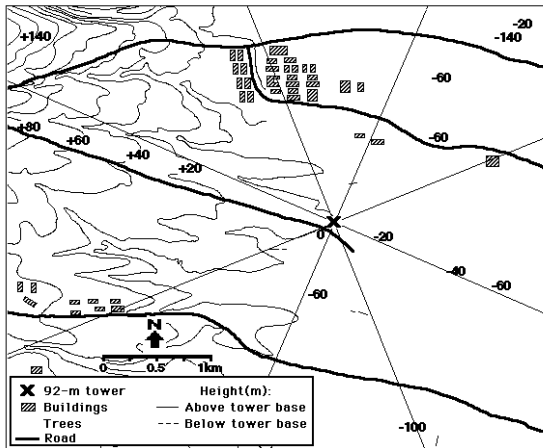 -20
+140
-140
-60
+80
+60
-60
+40
+20
0
-20
-40
-60
-60
N
0 0.5 1km
92-m tower Height(m):
Buildings Above tower base
Trees Below tower base
Road
-100